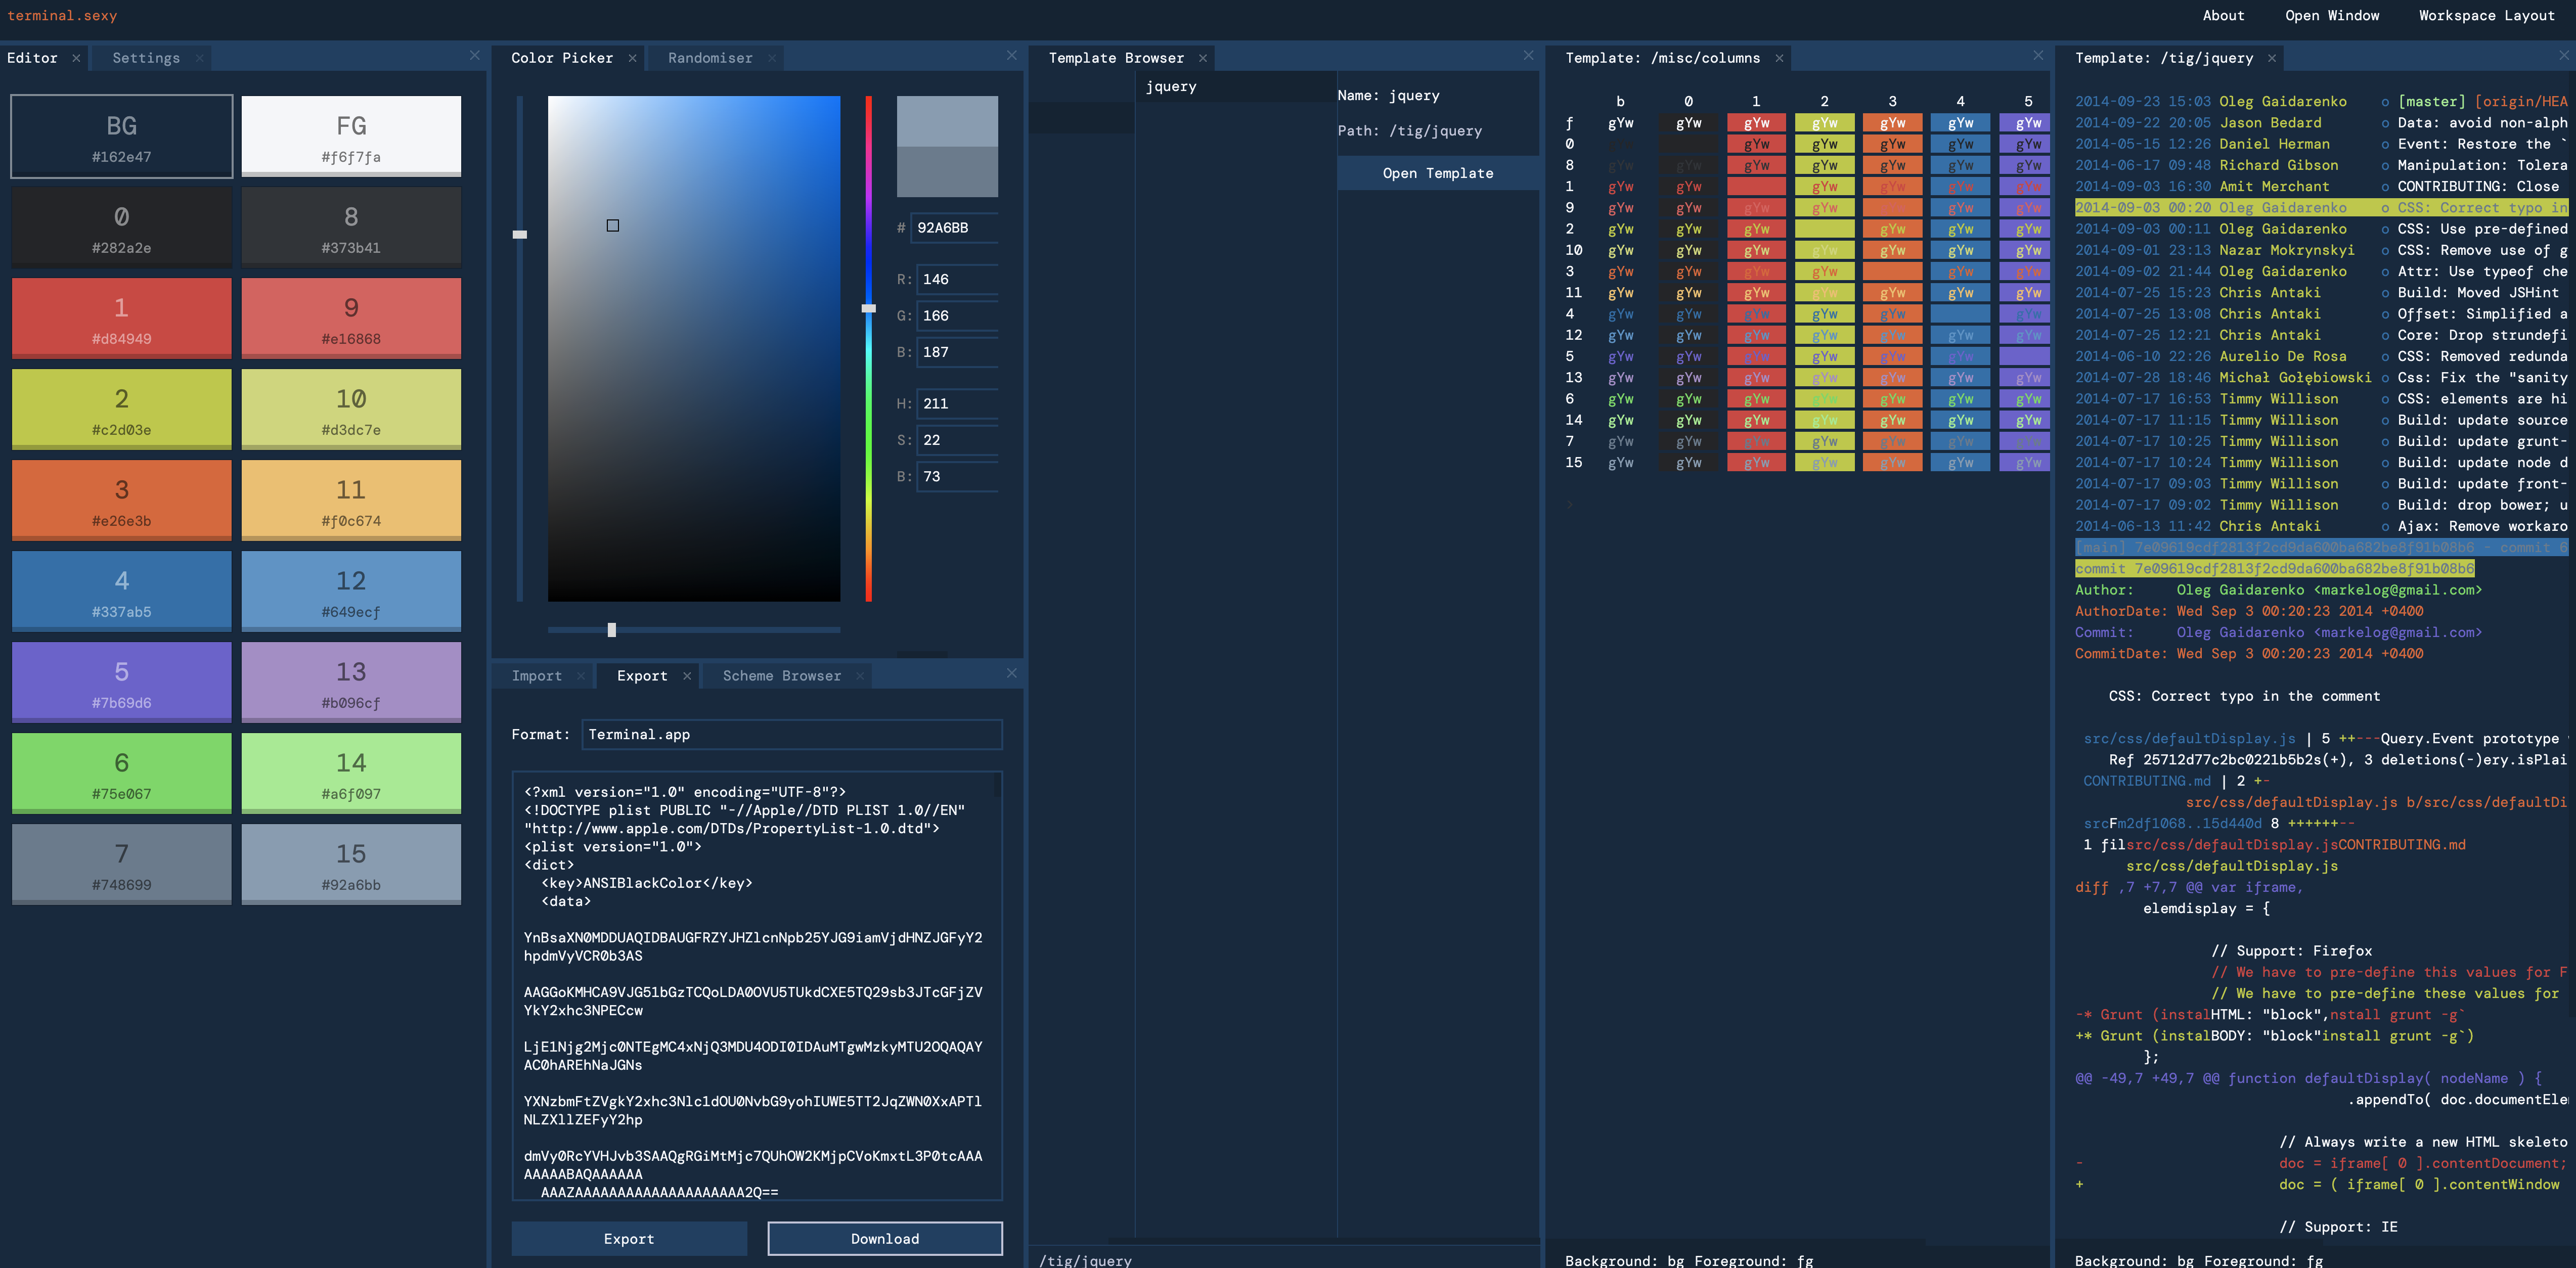 terminal.sexy
About Open Window Workspace Layout
Editor × Settings ×
BG
#162e47
FG
#f6f7fa
0
#282a2e
8
#373b41
1
#d84949
9
#e16868
2
#c2d03e
10
#d3dc7e
3
#e26e3b
11
#f0c674
4
#337ab5
12
#649ecf
5
#7b69d6
13
#b096cf
6
#75e067
14
#a6f097
7
#748699
15
#92a6bb
Color Picker × Randomiser ×
# 92A6BB
R: 146
G: 166
B: 187
H: 211
S: 22
B: 73
Import × Export × Scheme Browser ×
Format: Terminal.app
<?xml version="1.0" encoding="UTF-8"?>
<!DOCTYPE plist PUBLIC "-//Apple//DTD PLIST 1.0//EN"
"http://www.apple.com/DTDs/PropertyList-1.0.dtd">
<plist version="1.0">
<dict>
<key>ANSIBlackColor</key>
<data>
YnBsaXN0MDDUAQIDBAUGFRZYJHZlcnNpb25YJG9iamVjdHNZJGFyY2
hpdmVyVCR0b3AS
AAGGoKMHCA9VJG51bGzTCQoLDA0OVU5TUkdCXE5TQ29sb3JTcGFjZV
YkY2xhc3NPECcw
LjE1Njg2Mjc0NTEgMC4xNjQ3MDU4ODI0IDAuMTgwMzkyMTU2OQAQAY
AC0hAREhNaJGNs
YXNzbmFtZVgkY2xhc3Nlc1dOU0NvbG9yohIUWE5TT2JqZWN0XxAPTl
NLZXllZEFyY2hp
dmVy0RcYVHJvb3SAAQgRGiMtMjc7QUhOW2KMjpCVoKmxtL3P0tcAAA
AAAAABAQAAAAAA
AAAZAAAAAAAAAAAAAAAAAAAA2Q==
Export Download
Template Browser ×
jquery
Name: jquery
Path: /tig/jquery
Open Template
/tig/jquery
Template: /misc/columns ×
b 0 1 2 3 4 5
f gYw gYw gYw gYw gYw gYw gYw
0 gYw gYw gYw gYw gYw
8 gYw gYw gYw gYw gYw gYw gYw
1 gYw gYw gYw gYw gYw gYw
9 gYw gYw gYw gYw gYw gYw
2 gYw gYw gYw gYw gYw gYw
10 gYw gYw gYw gYw gYw gYw gYw
3 gYw gYw gYw gYw gYw gYw
11 gYw gYw gYw gYw gYw gYw gYw
4 gYw gYw gYw gYw gYw gYw
12 gYw gYw gYw gYw gYw gYw gYw
5 gYw gYw gYw gYw gYw gYw
13 gYw gYw gYw gYw gYw gYw gYw
6 gYw gYw gYw gYw gYw gYw gYw
14 gYw gYw gYw gYw gYw gYw gYw
7 gYw gYw gYw gYw gYw gYw gYw
15 gYw gYw gYw gYw gYw gYw gYw
>
Background: bg Foreground: fg
Template: /tig/jquery ×
2014-09-23 15:03 Oleg Gaidarenko o [master] [origin/HEA
2014-09-22 20:05 Jason Bedard o Data: avoid non-alph
2014-05-15 12:26 Daniel Herman o Event: Restore the `
2014-06-17 09:48 Richard Gibson o Manipulation: Tolera
2014-09-03 16:30 Amit Merchant o CONTRIBUTING: Close
2014-09-03 00:20 Oleg Gaidarenko o CSS: Correct typo in
2014-09-03 00:11 Oleg Gaidarenko o CSS: Use pre-defined
2014-09-01 23:13 Nazar Mokrynskyi o CSS: Remove use of g
2014-09-02 21:44 Oleg Gaidarenko o Attr: Use typeof che
2014-07-25 15:23 Chris Antaki o Build: Moved JSHint
2014-07-25 13:08 Chris Antaki o Offset: Simplified a
2014-07-25 12:21 Chris Antaki o Core: Drop strundefi
2014-06-10 22:26 Aurelio De Rosa o CSS: Removed redunda
2014-07-28 18:46 Michał Gołębiowski o Css: Fix the "sanity
2014-07-17 16:53 Timmy Willison o CSS: elements are hi
2014-07-17 11:15 Timmy Willison o Build: update source
2014-07-17 10:25 Timmy Willison o Build: update grunt-
2014-07-17 10:24 Timmy Willison o Build: update node d
2014-07-17 09:03 Timmy Willison o Build: update front-
2014-07-17 09:02 Timmy Willison o Build: drop bower; u
2014-06-13 11:42 Chris Antaki o Ajax: Remove workaro
[main] 7e09619cdf2813f2cd9da600ba682be8f91b08b6 - commit 6
commit 7e09619cdf2813f2cd9da600ba682be8f91b08b6
Author: Oleg Gaidarenko <markelog@gmail.com>
AuthorDate: Wed Sep 3 00:20:23 2014 +0400
Commit: Oleg Gaidarenko <markelog@gmail.com>
CommitDate: Wed Sep 3 00:20:23 2014 +0400
CSS: Correct typo in the comment
src/css/defaultDisplay.js | 5 ++---Query.Event prototype
Ref 25712d77c2bc0221b5b2s(+), 3 deletions(-)ery.isPlai
CONTRIBUTING.md | 2 +-
src/css/defaultDisplay.js b/src/css/defaultDi
srcFm2df1068..15d440d 8 ++++++--
1 filsrc/css/defaultDisplay.jsCONTRIBUTING.md
src/css/defaultDisplay.js
diff ,7 +7,7 @@ var iframe,
elemdisplay = {
// Support: Firefox
// We have to pre-define this values for F
// We have to pre-define these values for
-* Grunt (instalHTML: "block",nstall grunt -g`
+* Grunt (instalBODY: "block"install grunt -g`)
};
@@ -49,7 +49,7 @@ function defaultDisplay( nodeName ) {
.appendTo( doc.documentEle
// Always write a new HTML skeleto
- doc = iframe[ 0 ].contentDocument;
+ doc = ( iframe[ 0 ].contentWindow
// Support: IE
Background: bg Foreground: fg